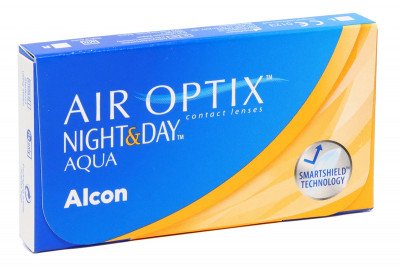 AIR OPTIX™
contact lenses
NIGHT&DAY™
AQUA
Alcon
SMARTSHIELD™
TECHNOLOGY